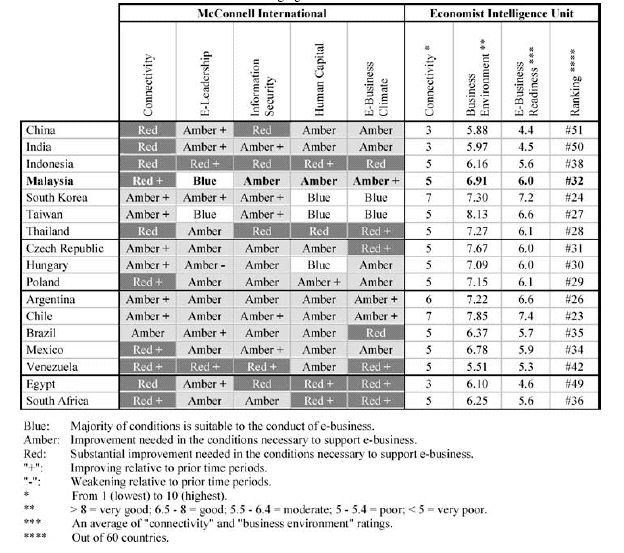 McConnell International Economist Intelligence Unit
Connectivity E-Leadership Information Security Human Capital E-Business Climate Connectivity * Business Environment ** E-Business Readiness *** Ranking ****
China Red Amber + Red Amber Amber 3 5.88 4.4 #51
India Red Amber + Amber + Amber Amber 3 5.97 4.5 #50
Indonesia Red Red + Red Red + Red 5 6.16 5.6 #38
Malaysia Red + Blue Amber Amber Amber + 5 6.91 6.0 #32
South Korea Amber + Amber + Amber + Blue Blue 7 7.30 7.2 #24
Taiwan Amber + Blue Amber + Blue Blue 5 8.13 6.6 #27
Thailand Red Amber Red Red Red + 5 7.27 6.1 #28
Czech Republic Amber + Amber Amber Amber Red + 5 7.67 6.0 #31
Hungary Amber + Amber - Amber Blue Amber 5 7.09 6.0 #30
Poland Red + Amber Amber Amber + Amber 5 7.15 6.1 #29
Argentina Amber + Amber Amber Amber Amber + 6 7.22 6.6 #26
Chile Amber + Amber + Amber Amber Amber + 7 7.85 7.4 #23
Brazil Amber Amber + Amber Amber Red 5 6.37 5.7 #35
Mexico Red + Amber Amber + Amber Amber 5 6.78 5.9 #34
Venezuela Red + Red + Red + Amber Red + 5 5.51 5.3 #42
Egypt Red Amber + Red Red + Red + 3 6.10 4.6 #49
South Africa Red + Amber Amber Red + Red + 5 6.25 5.6 #36
Blue: Majority of conditions is suitable to the conduct of e-business.
Amber: Improvement needed in the conditions necessary to support e-business.
Red: Substantial improvement needed in the conditions necessary to support e-business.
"+": Improving relative to prior time periods.
"-": Weakening relative to prior time periods.
* From 1 (lowest) to 10 (highest).
** > 8 = very good; 6.5 - 8 = good; 5.5 - 6.4 = moderate; 5 - 5.4 = poor; < 5 = very poor.
*** An average of "connectivity" and "business environment" ratings.
**** Out of 60 countries.